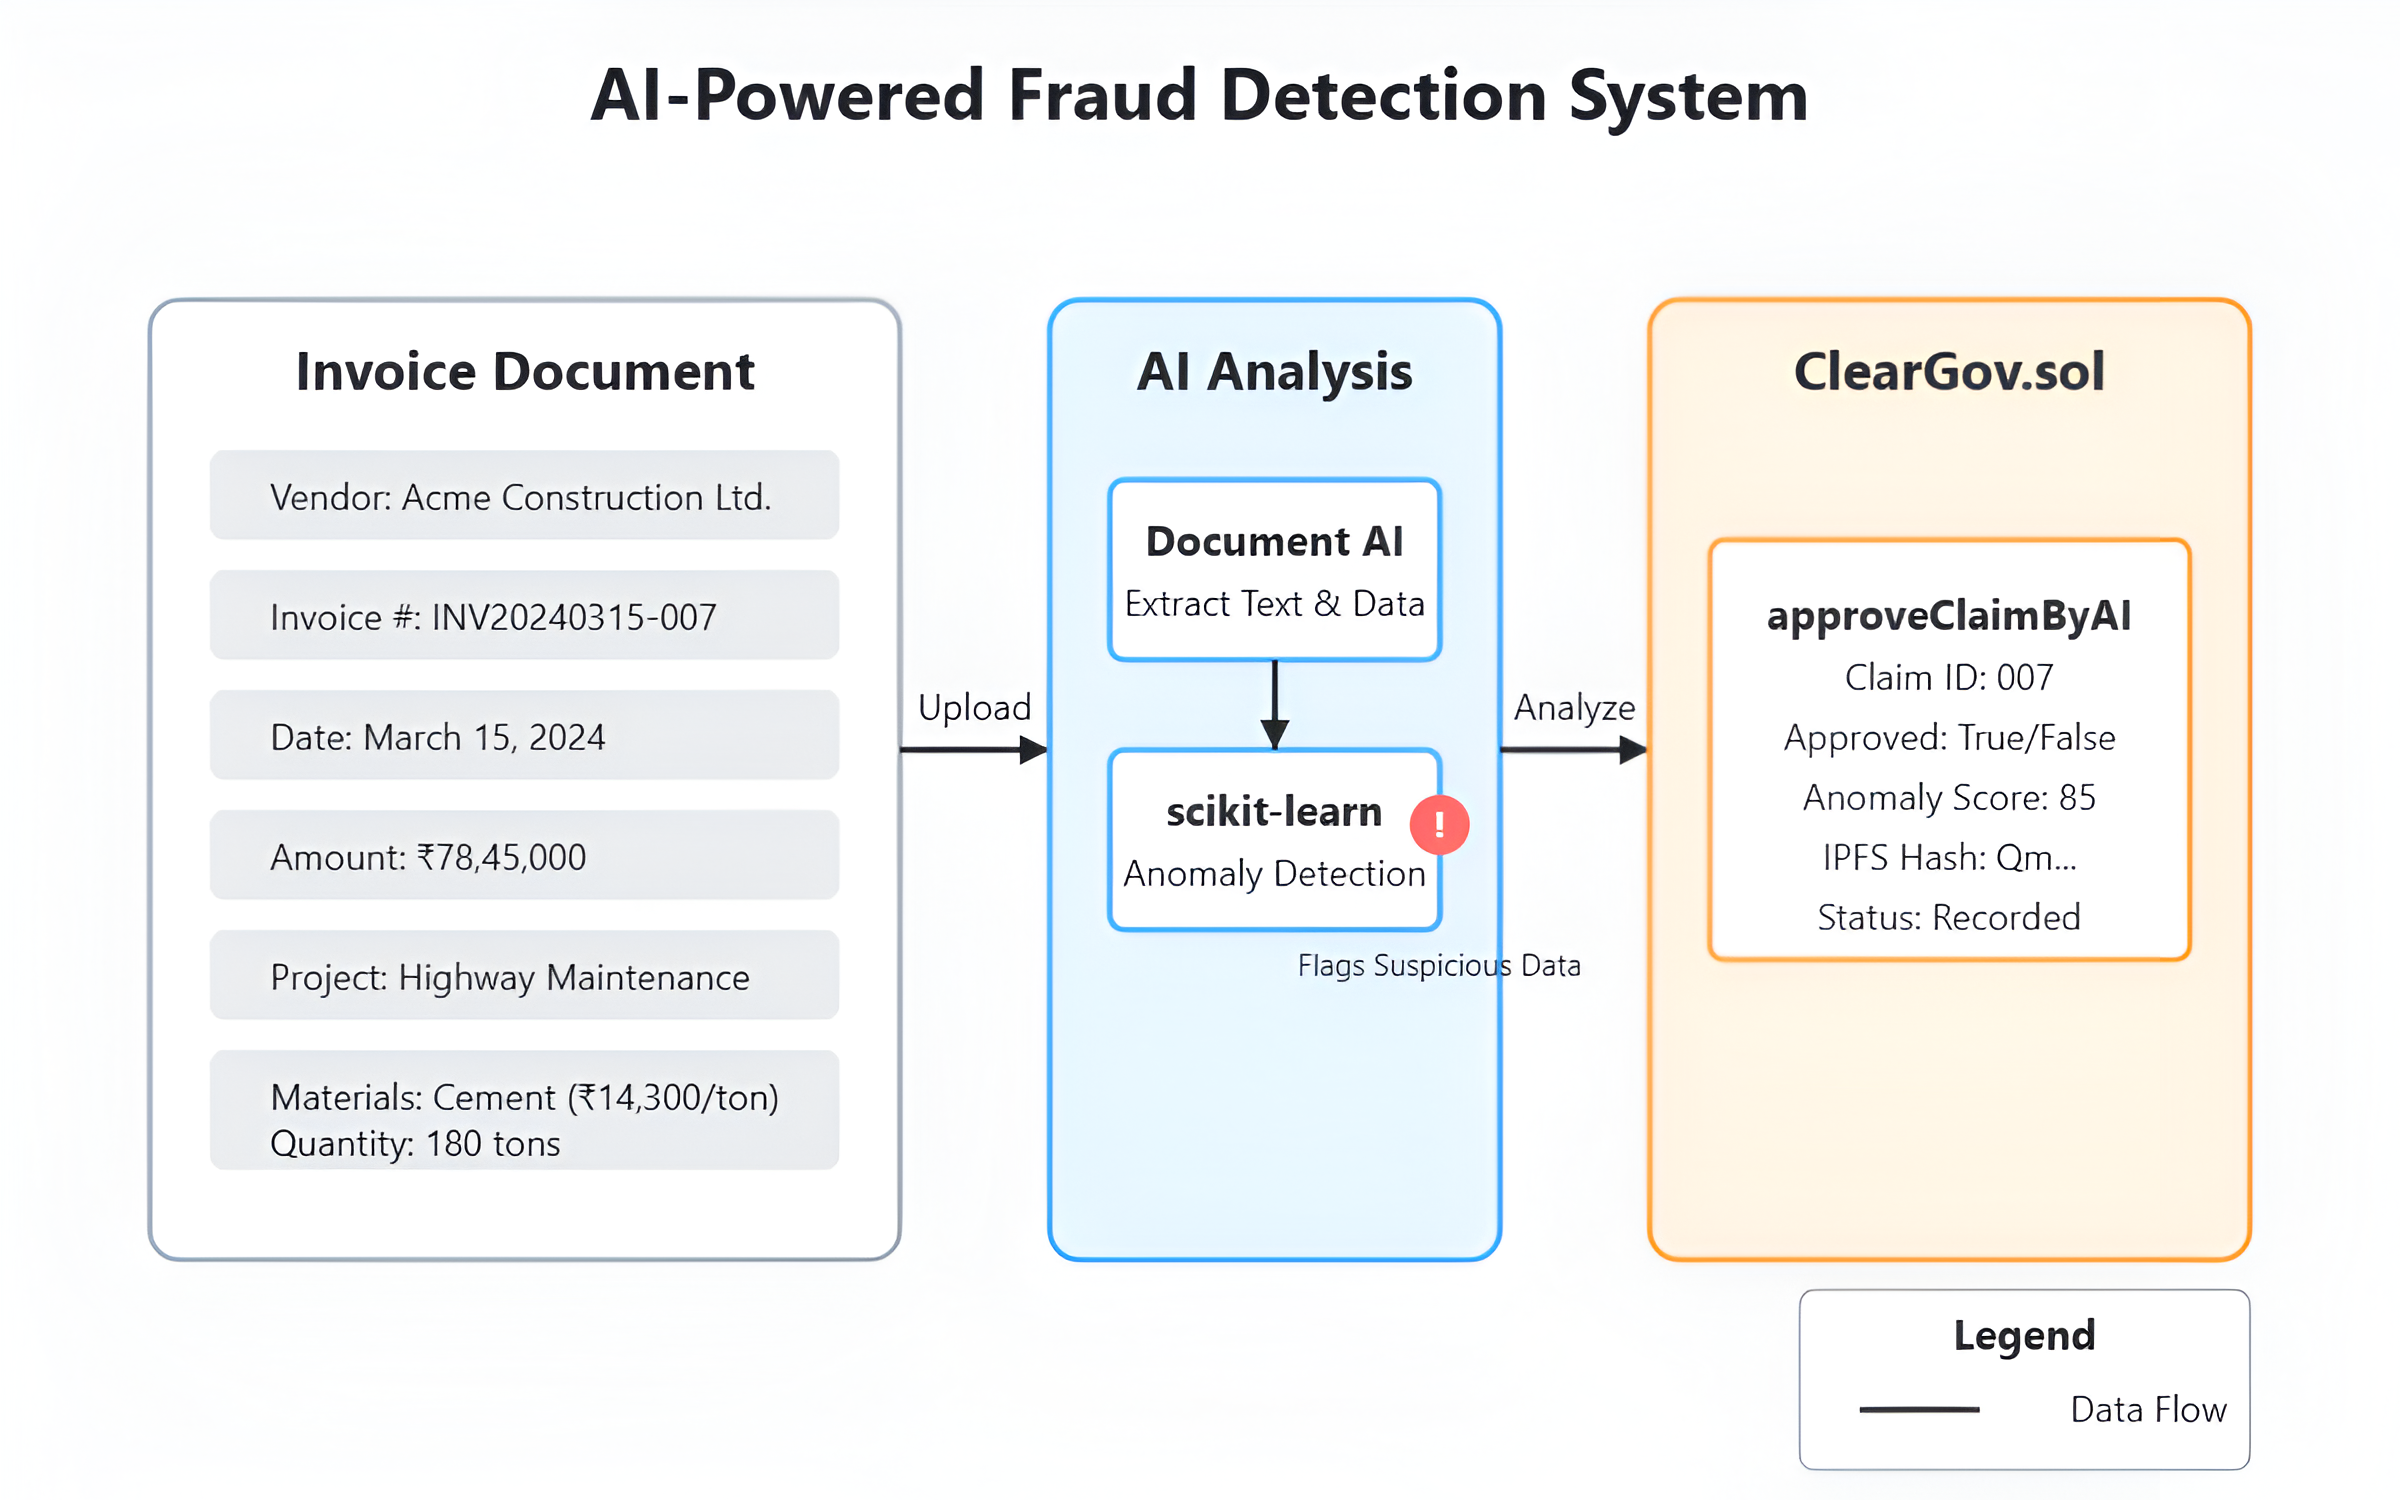 AI-Powered Fraud Detection System
Invoice Document
Vendor: Acme Construction Ltd.
Invoice #: INV20240315-007
Date: March 15, 2024
Amount: ₹78,45,000
Project: Highway Maintenance
Materials: Cement (₹14,300/ton)
Quantity: 180 tons
Upload
AI Analysis
Document AI
Extract Text & Data
scikit-learn
!
Anomaly Detection
Flags Suspicious Data
Analyze
ClearGov.sol
approveClaimByAI
Claim ID: 007
Approved: True/False
Anomaly Score: 85
IPFS Hash: Qm...
Status: Recorded
Legend
Data Flow